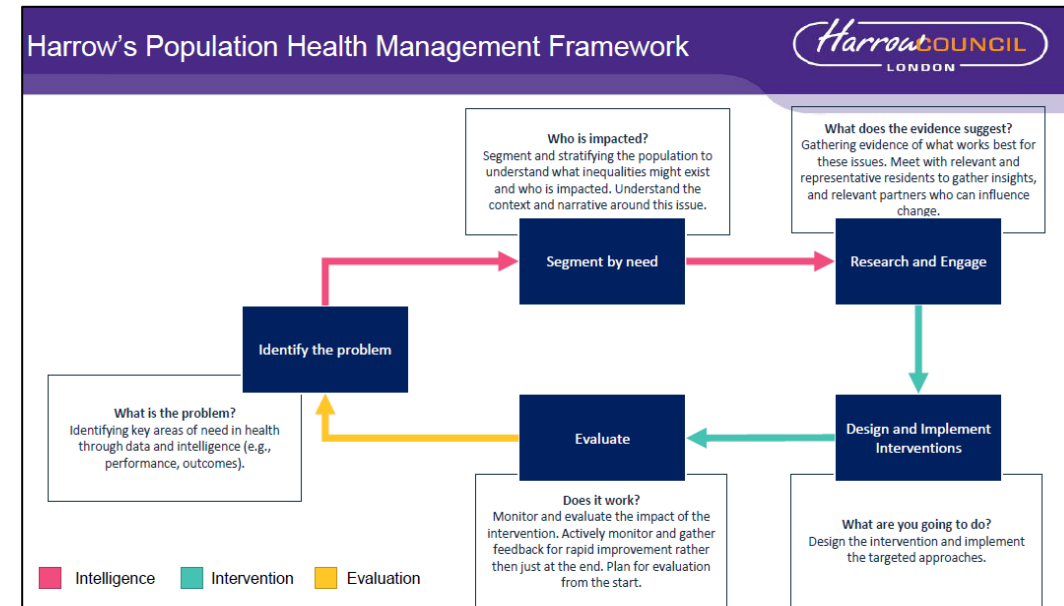 Harrow's Population Health Management Framework
HarrowCOUNCIL
LONDON
Who is impacted?
Segment and stratifying the population to
understand what inequalities might exist
and who is impacted. Understand the
context and narrative around this issue.
What does the evidence suggest?
Gathering evidence of what works best for
these issues. Meet with relevant and
representative residents to gather insights,
and relevant partners who can influence
change.
Segment by need
Research and Engage
Identify the problem
What is the problem?
Identifying key areas of need in health
through data and intelligence (e.g.,
performance, outcomes).
Evaluate
Design and Implement
Interventions
Does it work?
Monitor and evaluate the impact of the
intervention. Actively monitor and gather
feedback for rapid improvement rather
then just at the end. Plan for evaluation
from the start.
What are you going to do?
Design the intervention and implement
the targeted approaches.
Intelligence
Intervention
Evaluation